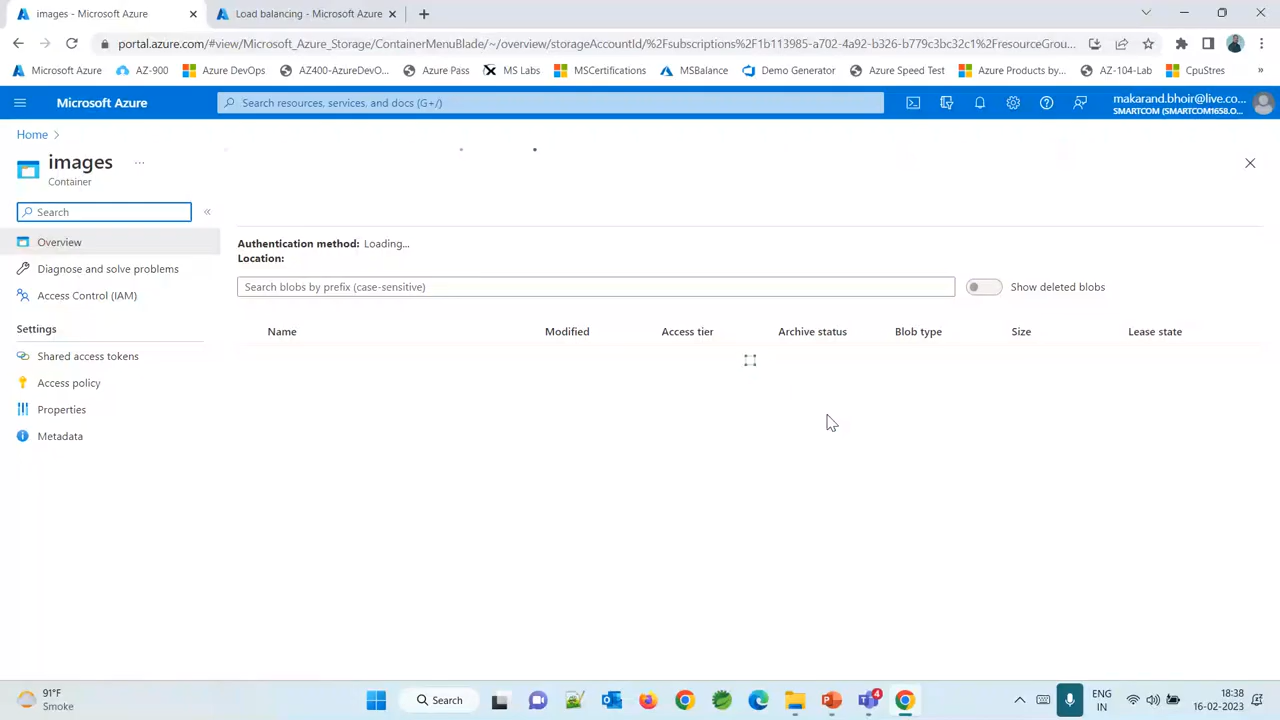 images - Microsoft Azure
Load balancing - Microsoft Azure
portal.azure.com/#view/Microsoft_Azure_Storage/ContainerMenuBlade/~/overview/storageAccountId/%2Fsubscriptions%2F1b113985-a702-4a92-b326-b779c3bc32c1%2FresourceGrou...
Microsoft Azure
AZ-900
Azure DevOps
AZ400-AzureDevO...
Azure Pass
MS Labs
MSCertifications
MSBalance
Demo Generator
Azure Speed Test
Azure Products by...
AZ-104-Lab
CpuStres
Microsoft Azure
Search resources, services, and docs (G+/)
makarand.bhoir@live.co...
SMARTCOM (SMARTCOM1658.O...
Home
images
Container
Search
Overview
Diagnose and solve problems
Access Control (IAM)
Settings
Shared access tokens
Access policy
Properties
Metadata
Authentication method: Loading...
Location:
Search blobs by prefix (case-sensitive)
Show deleted blobs
Name Modified Access tier Archive status Blob type Size Lease state
91°F
Smoke
Search
4
ENG
IN
18:38
16-02-2023